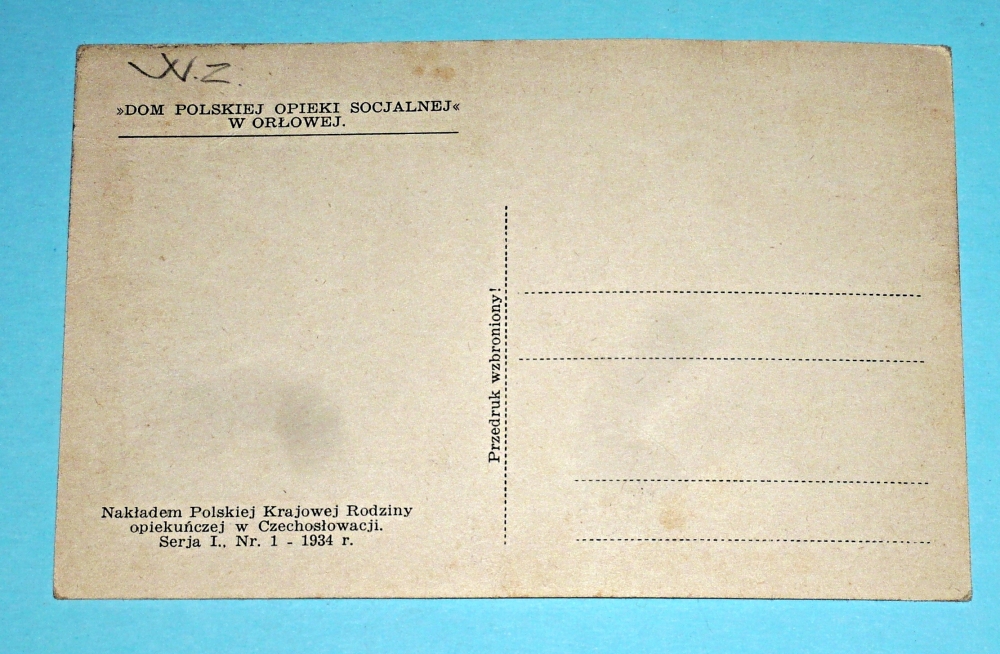 W.Z.
»DOM POLSKIEJ OPIEKI SOCJALNEJ«
W ORŁOWEJ.
Przedruk wzbroniony!
Nakładem Polskiej Krajowej Rodziny
opiekuńczej w Czechosłowacji.
Serja I., Nr. 1 - 1934 r.